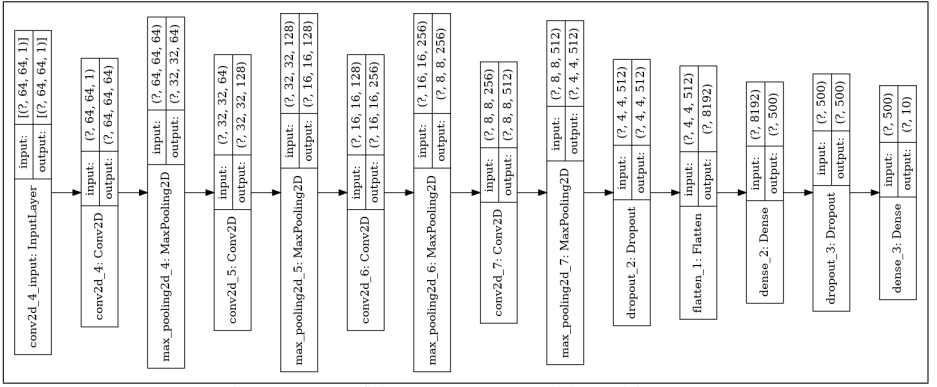 conv2d_4_input: InputLayer
input: [(?, 64, 64, 1)]
output: [(?, 64, 64, 1)]
conv2d_4: Conv2D
input: (?, 64, 64, 1)
output: (?, 64, 64, 64)
max_pooling2d_4: MaxPooling2D
input: (?, 64, 64, 64)
output: (?, 32, 32, 64)
conv2d_5: Conv2D
input: (?, 32, 32, 64)
output: (?, 32, 32, 128)
max_pooling2d_5: MaxPooling2D
input: (?, 32, 32, 128)
output: (?, 16, 16, 128)
conv2d_6: Conv2D
input: (?, 16, 16, 128)
output: (?, 16, 16, 256)
max_pooling2d_6: MaxPooling2D
input: (?, 16, 16, 256)
output: (?, 8, 8, 256)
conv2d_7: Conv2D
input: (?, 8, 8, 256)
output: (?, 8, 8, 512)
max_pooling2d_7: MaxPooling2D
input: (?, 8, 8, 512)
output: (?, 4, 4, 512)
dropout_2: Dropout
input: (?, 4, 4, 512)
output: (?, 4, 4, 512)
flatten_1: Flatten
input: (?, 4, 4, 512)
output: (?, 8192)
dense_2: Dense
input: (?, 8192)
output: (?, 500)
dropout_3: Dropout
input: (?, 500)
output: (?, 500)
dense_3: Dense
input: (?, 500)
output: (?, 10)